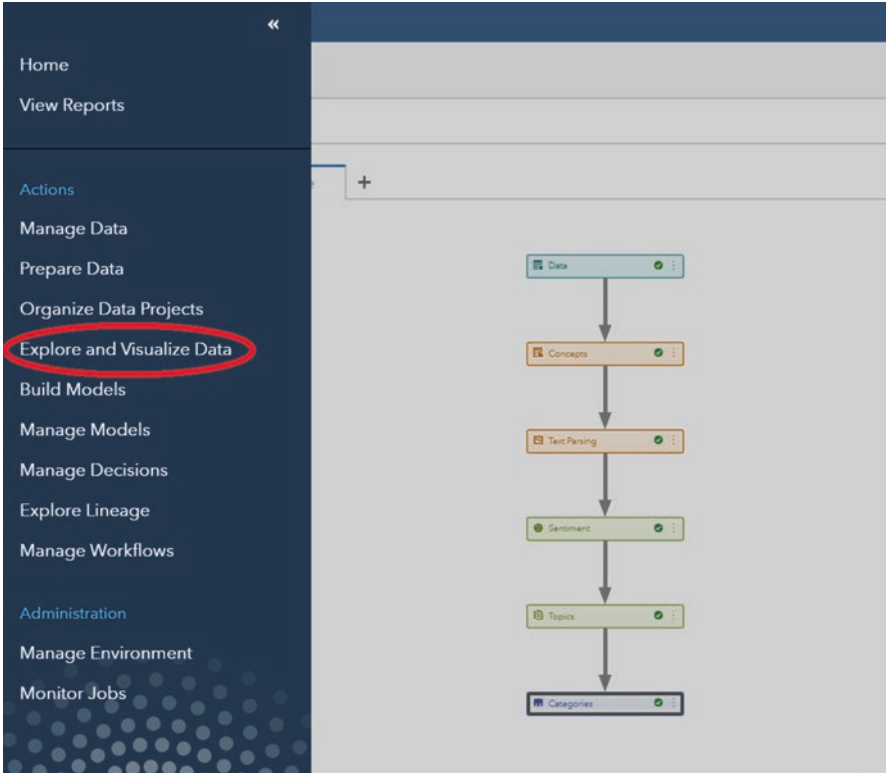 «
Home
View Reports
Actions
Manage Data
Prepare Data
Organize Data Projects
Explore and Visualize Data
Build Models
Manage Models
Manage Decisions
Explore Lineage
Manage Workflows
Administration
Manage Environment
Monitor Jobs
+
Data
Concepts
Text Parsing
Sentiment
Topics
Categories